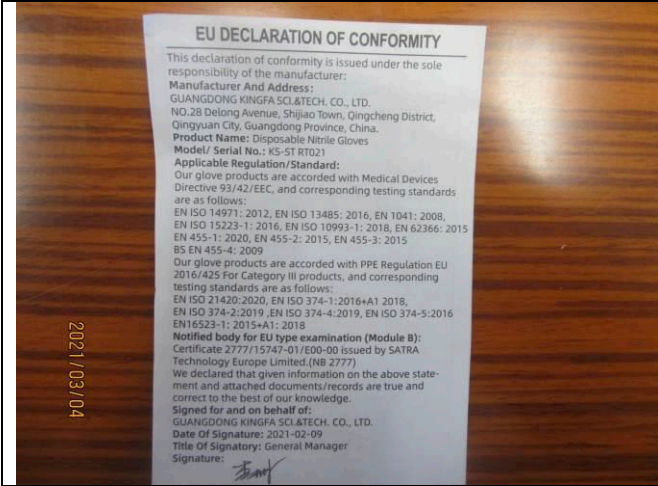 EU DECLARATION OF CONFORMITY
This declaration of conformity is issued under the sole
responsibility of the manufacturer:
Manufacturer And Address:
GUANGDONG KINGFA SCI.&TECH. CO., LTD.
NO.28 Delong Avenue, Shijiao Town, Qingcheng District,
Qingyuan City, Guangdong Province, China.
Product Name: Disposable Nitrile Gloves
Model/ Serial No.: KS-ST RT021
Applicable Regulation/Standard:
Our glove products are accorded with Medical Devices
Directive 93/42/EEC, and corresponding testing standards
are as follows:
EN ISO 14971: 2012, EN ISO 13485: 2016, EN 1041: 2008,
EN ISO 15223-1: 2016, EN ISO 10993-1: 2018, EN 62366: 2015
EN 455-1: 2020, EN 455-2: 2015, EN 455-3: 2015
BS EN 455-4: 2009
Our glove products are accorded with PPE Regulation EU
2016/425 For Category III products, and corresponding
testing standards are as follows:
EN ISO 21420:2020, EN ISO 374-1:2016+A1 2018,
EN ISO 374-2:2019 ,EN ISO 374-4:2019, EN ISO 374-5:2016
EN16523-1: 2015+A1: 2018
Notified body for EU type examination (Module B):
Certificate 2777/15747-01/E00-00 issued by SATRA
Technology Europe Limited.(NB 2777)
We declared that given information on the above state-
ment and attached documents/records are true and
correct to the best of our knowledge.
Signed for and on behalf of:
GUANGDONG KINGFA SCI.&TECH. CO., LTD.
Date Of Signature: 2021-02-09
Title Of Signatory: General Manager
Signature:
2021/03/04